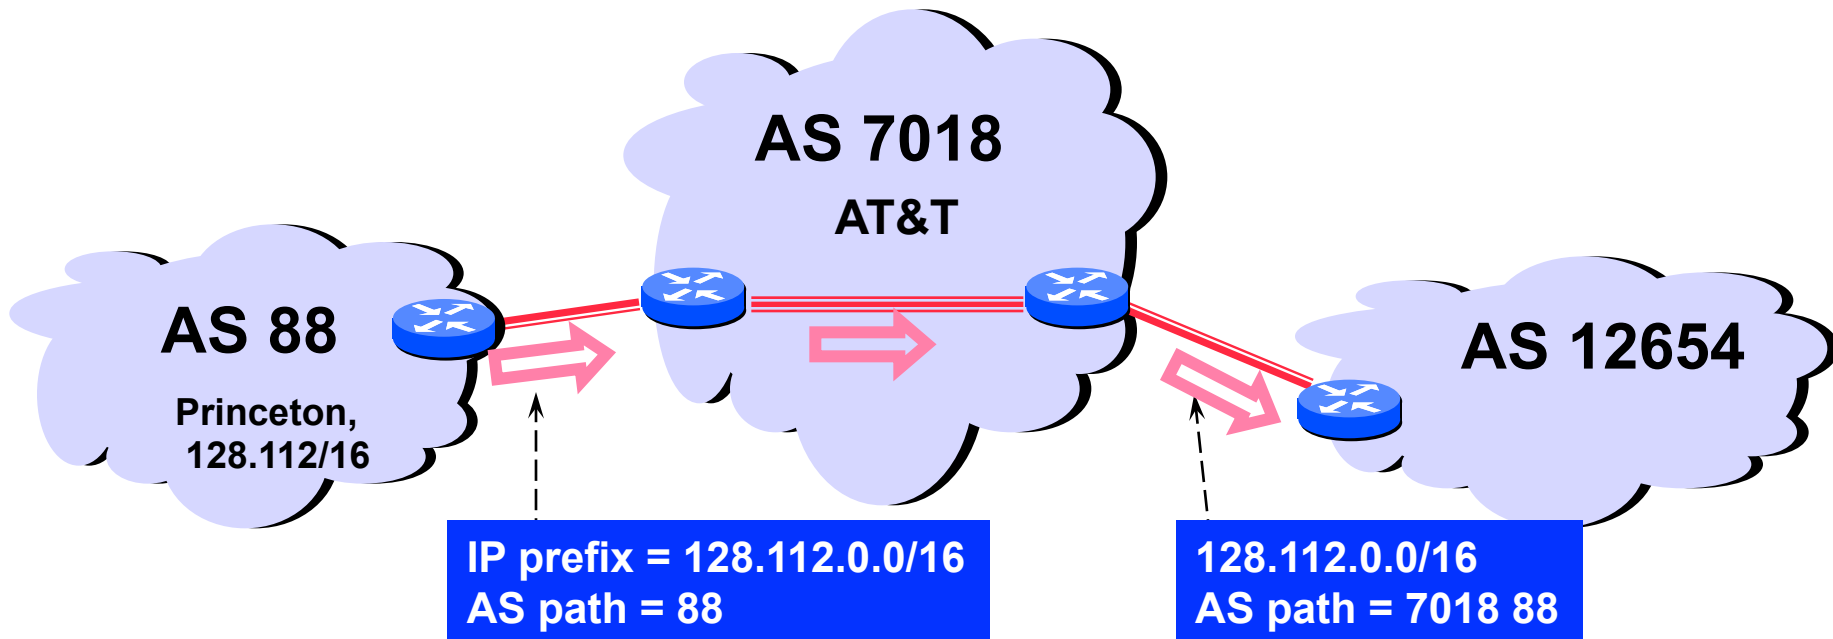 AS 7018
AT&T
AS 88
Princeton,
128.112/16
AS 12654
IP prefix = 128.112.0.0/16
AS path = 88
128.112.0.0/16
AS path = 7018 88